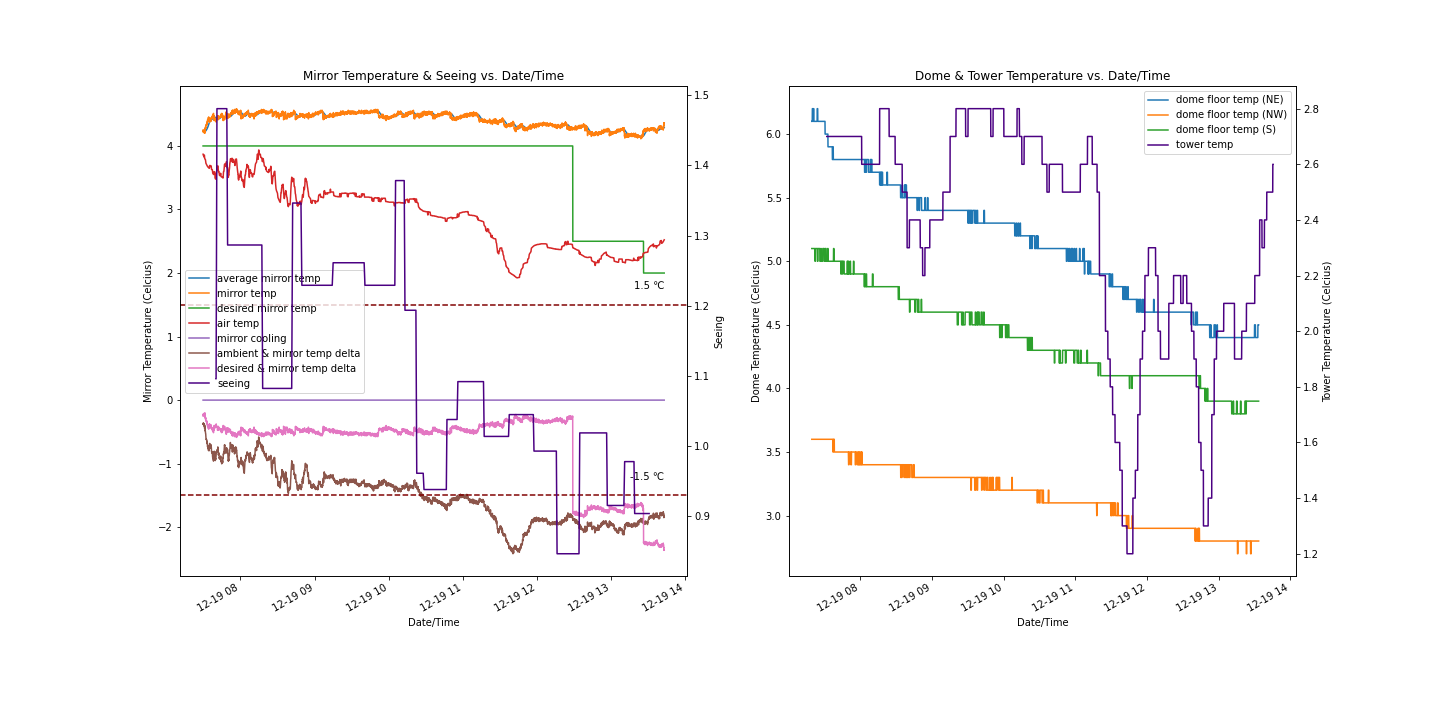 Mirror Temperature & Seeing vs. Date/Time
Mirror Temperature (Celcius)
4
3
2
1
0
−1
−2
average mirror temp
mirror temp
desired mirror temp
air temp
mirror cooling
ambient & mirror temp delta
desired & mirror temp delta
seeing
1.5 °C
-1.5 °C
1.5
1.4
1.3
1.2
1.1
1.0
0.9
Seeing
12-19 08
12-19 09
12-19 10
12-19 11
12-19 12
12-19 13
12-19 14
Date/Time
Dome & Tower Temperature vs. Date/Time
Dome Temperature (Celcius)
6.0
5.5
5.0
4.5
4.0
3.5
3.0
dome floor temp (NE)
dome floor temp (NW)
dome floor temp (S)
tower temp
2.8
2.6
2.4
2.2
2.0
1.8
1.6
1.4
1.2
Tower Temperature (Celcius)
12-19 08
12-19 09
12-19 10
12-19 11
12-19 12
12-19 13
12-19 14
Date/Time